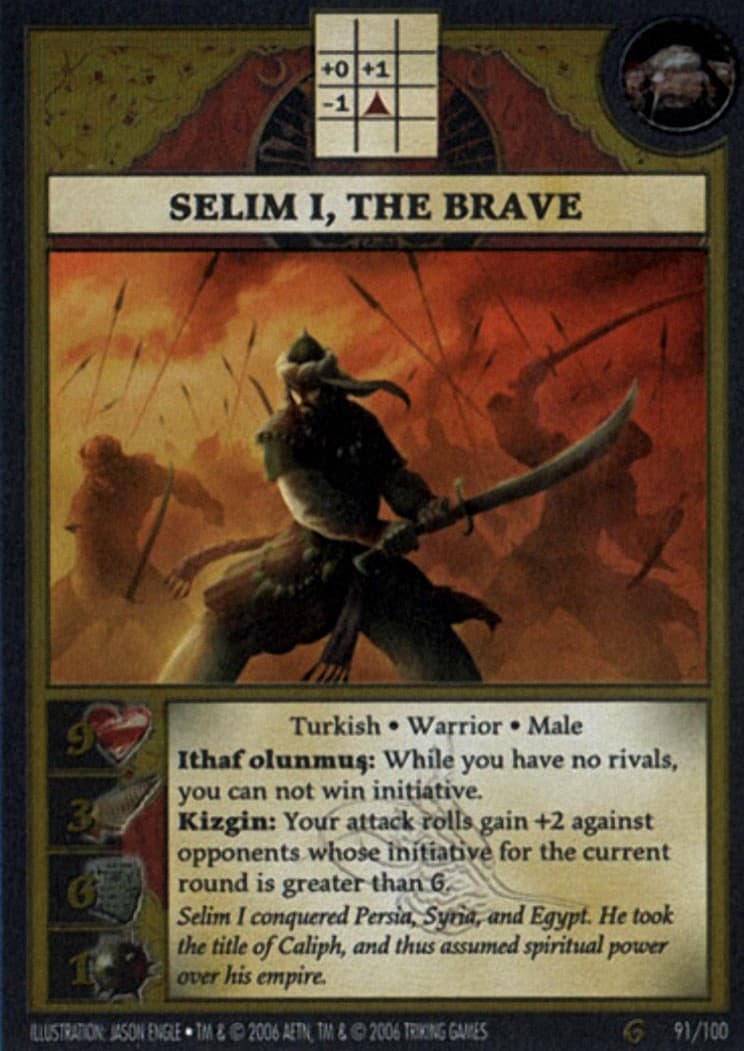 +0 +1
-1
SELIM I, THE BRAVE
9
3
6
1
Turkish • Warrior • Male
Ithaf olunmuş: While you have no rivals,
you can not win initiative.
Kizgin: Your attack rolls gain +2 against
opponents whose initiative for the current
round is greater than 6.
Selim I conquered Persia, Syria, and Egypt. He took
the title of Caliph, and thus assumed spiritual power
over his empire.
ILLUSTRATION: JASON ENGLE • TM & © 2006 AETN, TM & © 2006 TRIKING GAMES
G 91/100